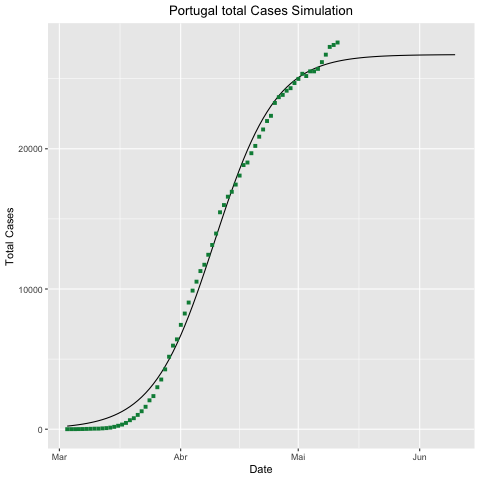 Portugal total Cases Simulation
Total Cases
20000
10000
0
Mar
Abr
Mai
Jun
Date